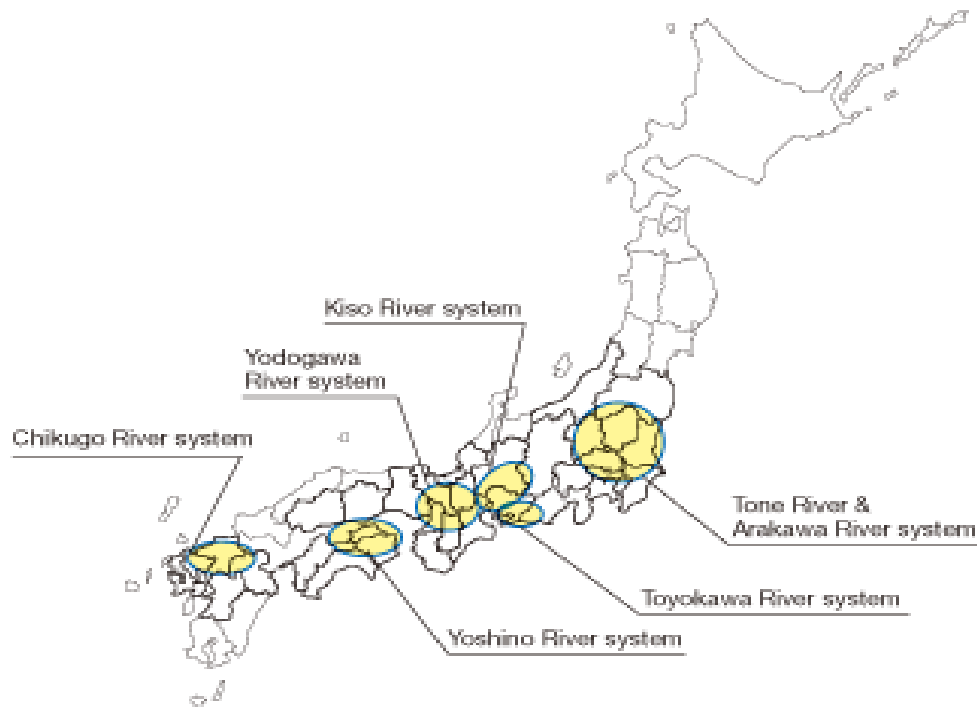 Kiso River system
Yodogawa
River system
Chikugo River system
Tone River &
Arakawa River system
Toyokawa River system
Yoshino River system